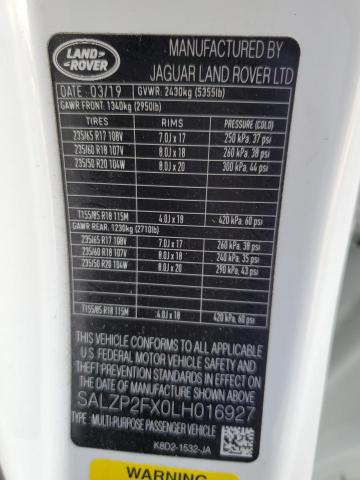 LAND
ROVER
MANUFACTURED BY
JAGUAR LAND ROVER LTD
DATE: 03/19 GVWR: 2430kg (5355lb)
GAWR FRONT: 1340kg (2950lb)
TIRES RIMS PRESSURE (COLD)
235/65 R17 108V 7.0J x 17 250 kPa, 37 psi
235/60 R18 107V 8.0J x 18 260 kPa, 38 psi
235/50 R20 104W 8.0J x 20 300 kPa, 44 psi
T155/85 R18 115M 4.0J x 18 420 kPa, 60 psi
GAWR REAR: 1230kg (2710lb)
235/65 R17 108V 7.0J x 17 260 kPa, 38 psi
235/60 R18 107V 8.0J x 18 240 kPa, 35 psi
235/50 R20 104W 8.0J x 20 290 kPa, 43 psi
T155/85 R18 115M 4.0J x 18 420 kPa, 60 psi
THIS VEHICLE CONFORMS TO ALL APPLICABLE
U.S. FEDERAL MOTOR VEHICLE SAFETY STANDARDS
IN EFFECT ON THE DATE OF MANUFACTURE SHOWN ABOVE
SALZP2FX0LH016927
TYPE: MULTI-PURPOSE PASSENGER VEHICLE
K8D2-1532-JA
WARNING